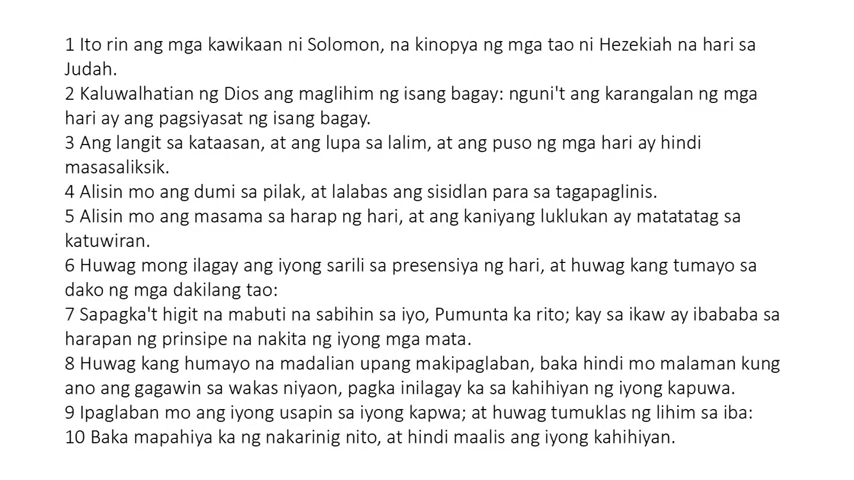 1 Ito rin ang mga kawikaan ni Solomon, na kinopya ng mga tao ni Hezekiah na hari sa
Judah.
2 Kaluwalhatian ng Dios ang maglihim ng isang bagay: nguni't ang karangalan ng mga
hari ay ang pagsiyasat ng isang bagay.
3 Ang langit sa kataasan, at ang lupa sa lalim, at ang puso ng mga hari ay hindi
masasaliksik.
4 Alisin mo ang dumi sa pilak, at lalabas ang sisidlan para sa tagapaglinis.
5 Alisin mo ang masama sa harap ng hari, at ang kaniyang luklukan ay matatatag sa
katuwiran.
6 Huwag mong ilagay ang iyong sarili sa presensiya ng hari, at huwag kang tumayo sa
dako ng mga dakilang tao:
7 Sapagka't higit na mabuti na sabihin sa iyo, Pumunta ka rito; kay sa ikaw ay ibababa sa
harapan ng prinsipe na nakita ng iyong mga mata.
8 Huwag kang humayo na madalian upang makipaglaban, baka hindi mo malaman kung
ano ang gagawin sa wakas niyaon, pagka inilagay ka sa kahihiyan ng iyong kapuwa.
9 Ipaglaban mo ang iyong usapin sa iyong kapwa; at huwag tumuklas ng lihim sa iba:
10 Baka mapahiya ka ng nakarinig nito, at hindi maalis ang iyong kahihiyan.